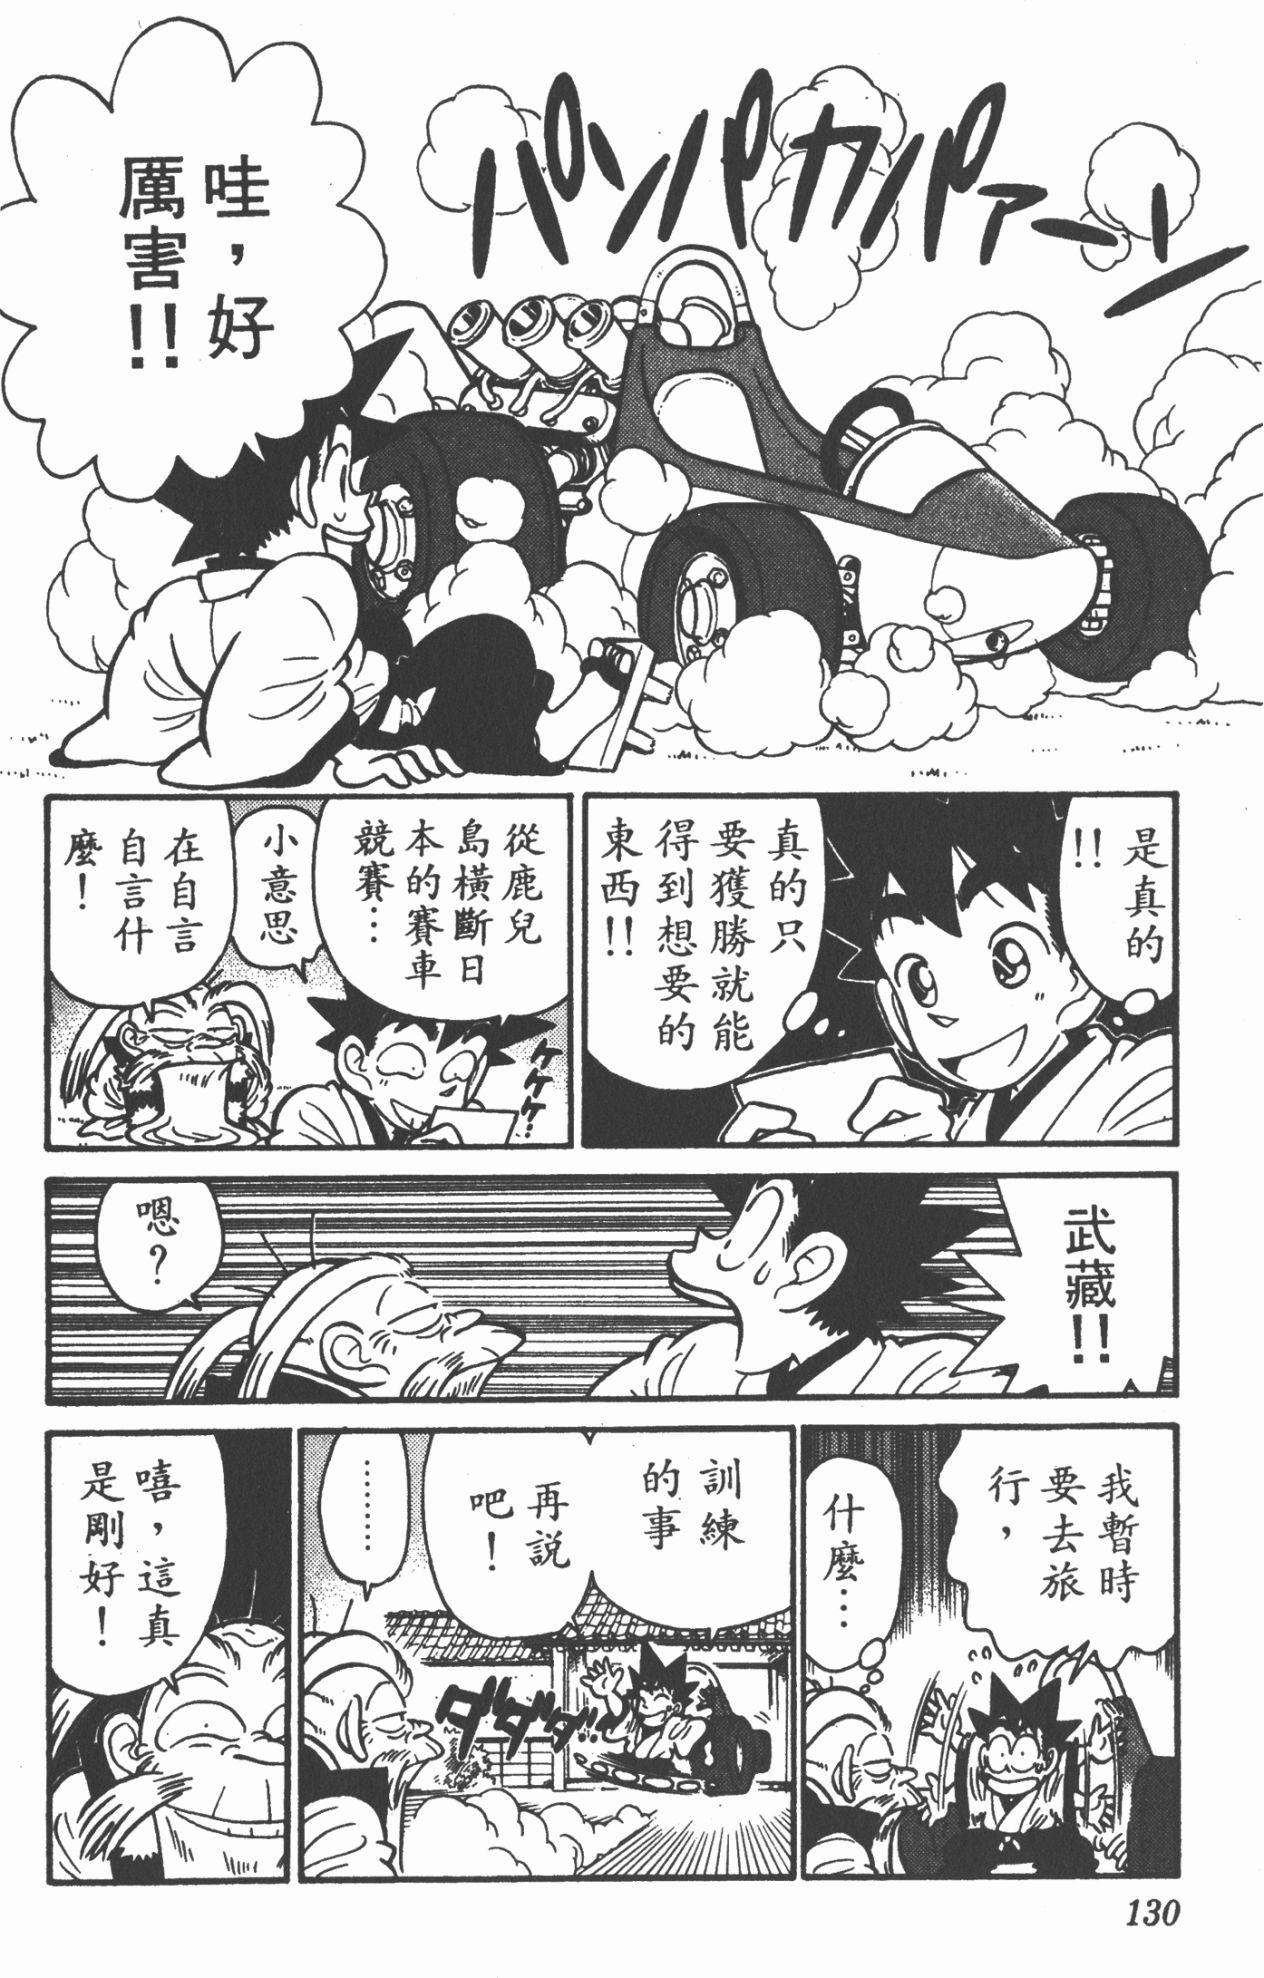 パンパカパァーン
哇，好
厲害!!
是真的
!!
真的只
要獲勝就能
得到想要的
東西!!
從鹿兒
島橫斷日
本的賽車
競賽…
小意思
ケケケケ…
在自言
自言什
麼！
武藏!!
嗯？
我暫時
要去旅
行，
什麼…
訓練
的事
再說
吧！
………
ダダダダ…
嘻，這真
是剛好！
130